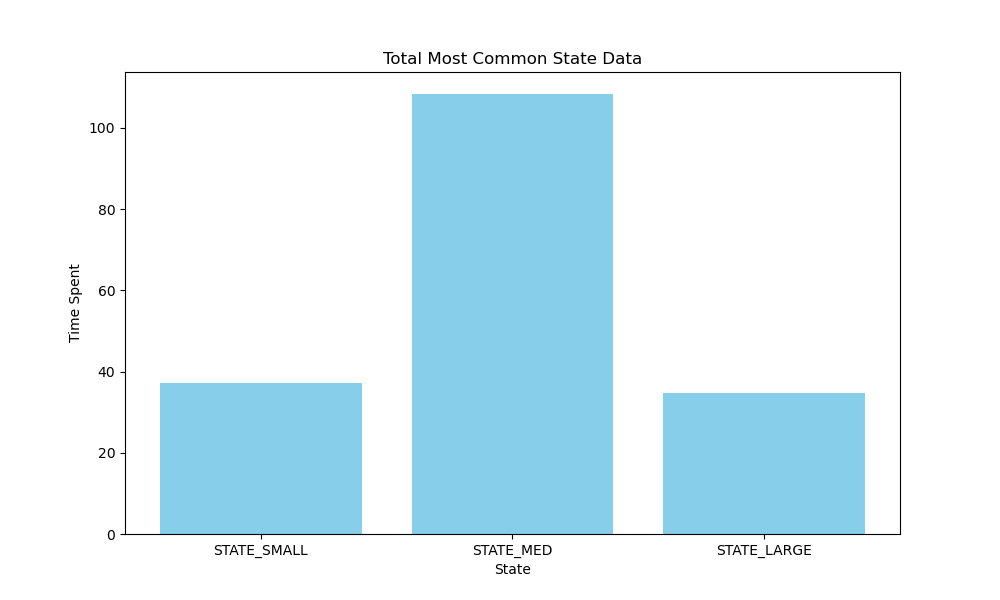 Total Most Common State Data
100
80
60
40
20
0
Time Spent
STATE_SMALL
STATE_MED
STATE_LARGE
State